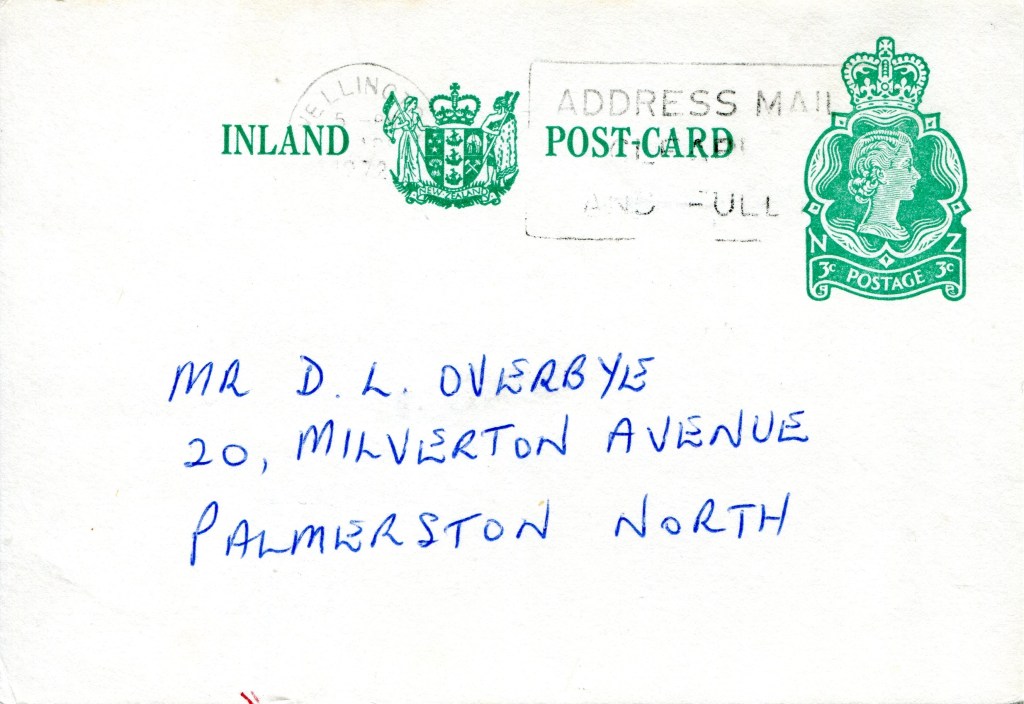 INLAND POST-CARD
NEW ZEALAND
ADDRESS MAIL
AND FULL
N Z
3c POSTAGE 3c
MR D. L. OVERBYE
20, MILVERTON AVENUE
PALMERSTON NORTH